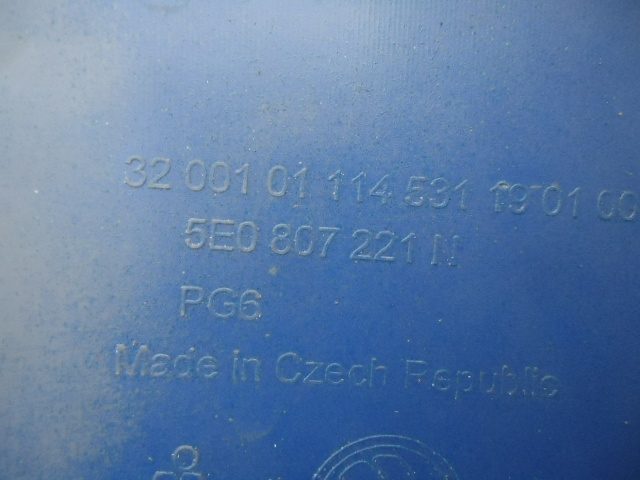 32 001 01 114 531 19 01 00
5E0 807 221 N
PG6
Made in Czech Republic